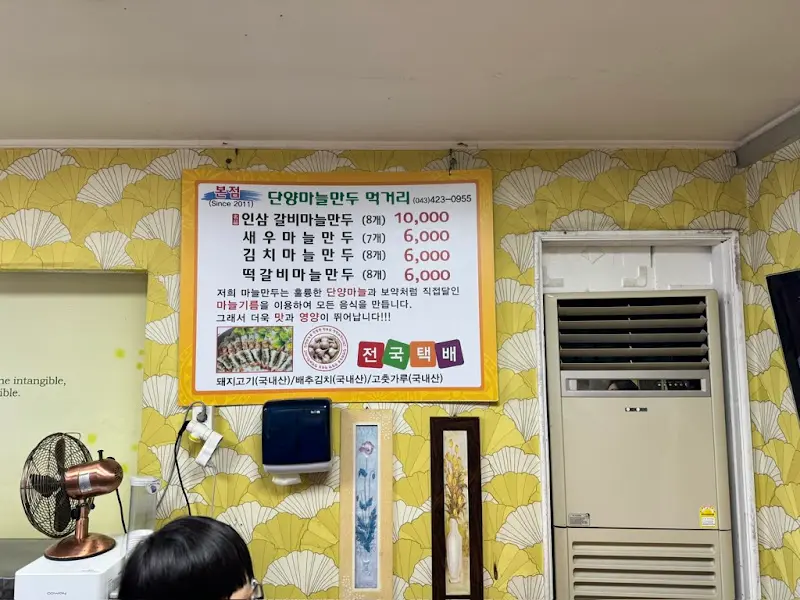 본점
(Since 2011)
단양마늘만두 먹거리 (043)423-0955
인삼 갈비마늘만두 (8개) 10,000
새우마늘만두 (7개) 6,000
김치마늘만두 (8개) 6,000
떡갈비마늘만두 (8개) 6,000
저희 마늘만두는 훌륭한 단양마늘과 보약처럼 직접달인
마늘기름을 이용하여 모든 음식을 만듭니다.
그래서 더욱 맛과 영양이 뛰어납니다!!!
전국택배
돼지고기(국내산)/배추김치(국내산)/고춧가루(국내산)
he intangible,
ible.